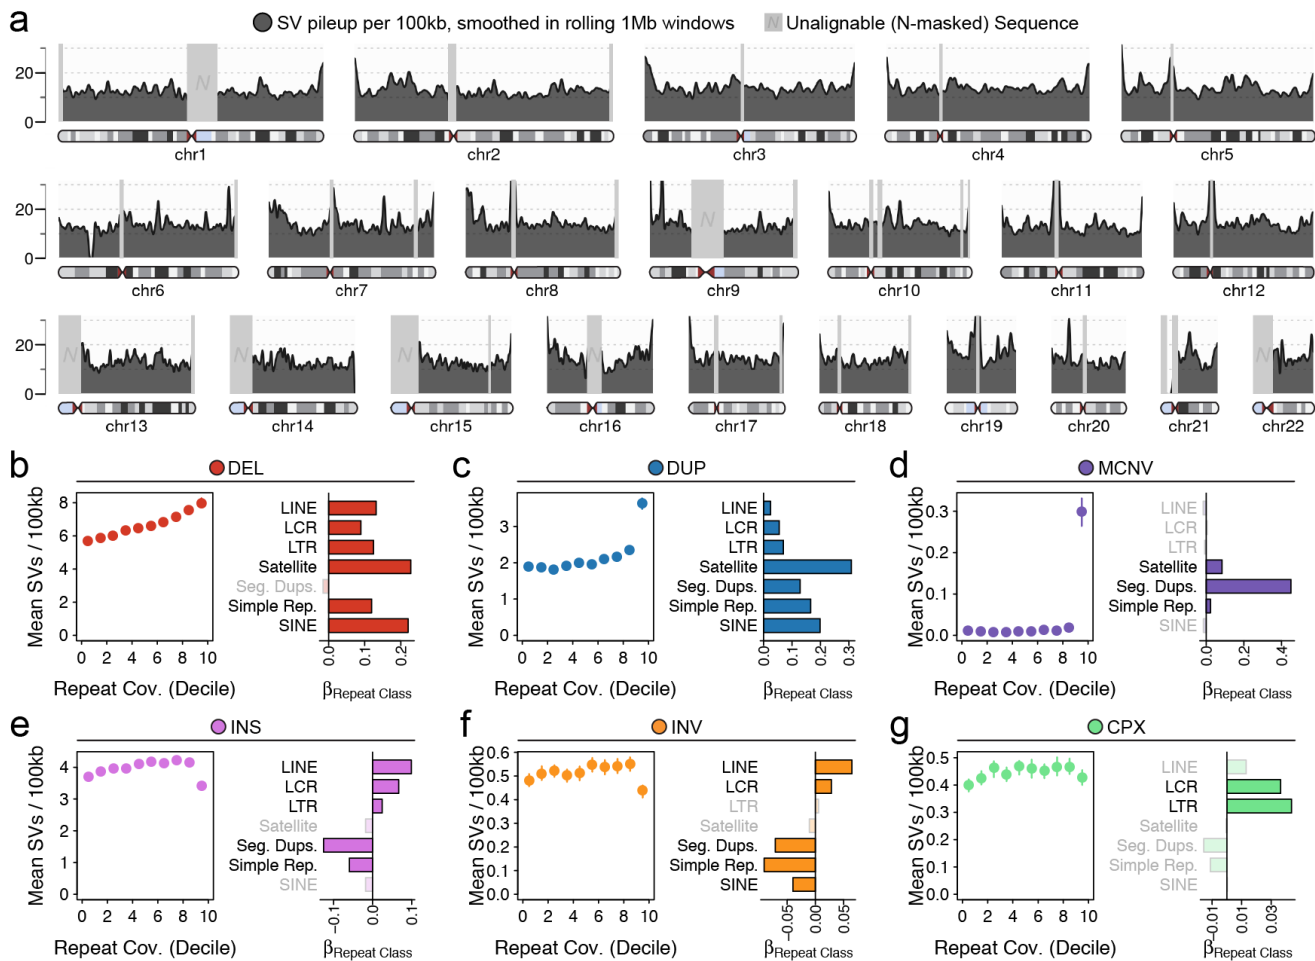 a
SV pileup per 100kb, smoothed in rolling 1Mb windows
N Unalignable (N-masked) Sequence
20
0
N
chr1 chr2 chr3 chr4 chr5
20
0
N
chr6 chr7 chr8 chr9 chr10 chr11 chr12
20
0
N N N N N
chr13 chr14 chr15 chr16 chr17 chr18 chr19 chr20 chr21 chr22
b
DEL
Mean SVs / 100kb
8
6
4
2
0
0 2 4 6 8 10
Repeat Cov. (Decile)
LINE
LCR
LTR
Satellite
Seg. Dups.
Simple Rep.
SINE
0.0 0.1 0.2
βRepeat Class
c
DUP
Mean SVs / 100kb
3
2
1
0
0 2 4 6 8 10
Repeat Cov. (Decile)
LINE
LCR
LTR
Satellite
Seg. Dups.
Simple Rep.
SINE
0.0 0.1 0.2 0.3
βRepeat Class
d
MCNV
Mean SVs / 100kb
0.3
0.2
0.1
0.0
0 2 4 6 8 10
Repeat Cov. (Decile)
LINE
LCR
LTR
Satellite
Seg. Dups.
Simple Rep.
SINE
0.0 0.2 0.4
βRepeat Class
e
INS
Mean SVs / 100kb
4
3
2
1
0
0 2 4 6 8 10
Repeat Cov. (Decile)
LINE
LCR
LTR
Satellite
Seg. Dups.
Simple Rep.
SINE
−0.1 0.0 0.1
βRepeat Class
f
INV
Mean SVs / 100kb
0.6
0.5
0.4
0.3
0.2
0.1
0.0
0 2 4 6 8 10
Repeat Cov. (Decile)
LINE
LCR
LTR
Satellite
Seg. Dups.
Simple Rep.
SINE
−0.05 0.00 0.05
βRepeat Class
g
CPX
Mean SVs / 100kb
0.5
0.4
0.3
0.2
0.1
0.0
0 2 4 6 8 10
Repeat Cov. (Decile)
LINE
LCR
LTR
Satellite
Seg. Dups.
Simple Rep.
SINE
−0.01 0.01 0.03
βRepeat Class